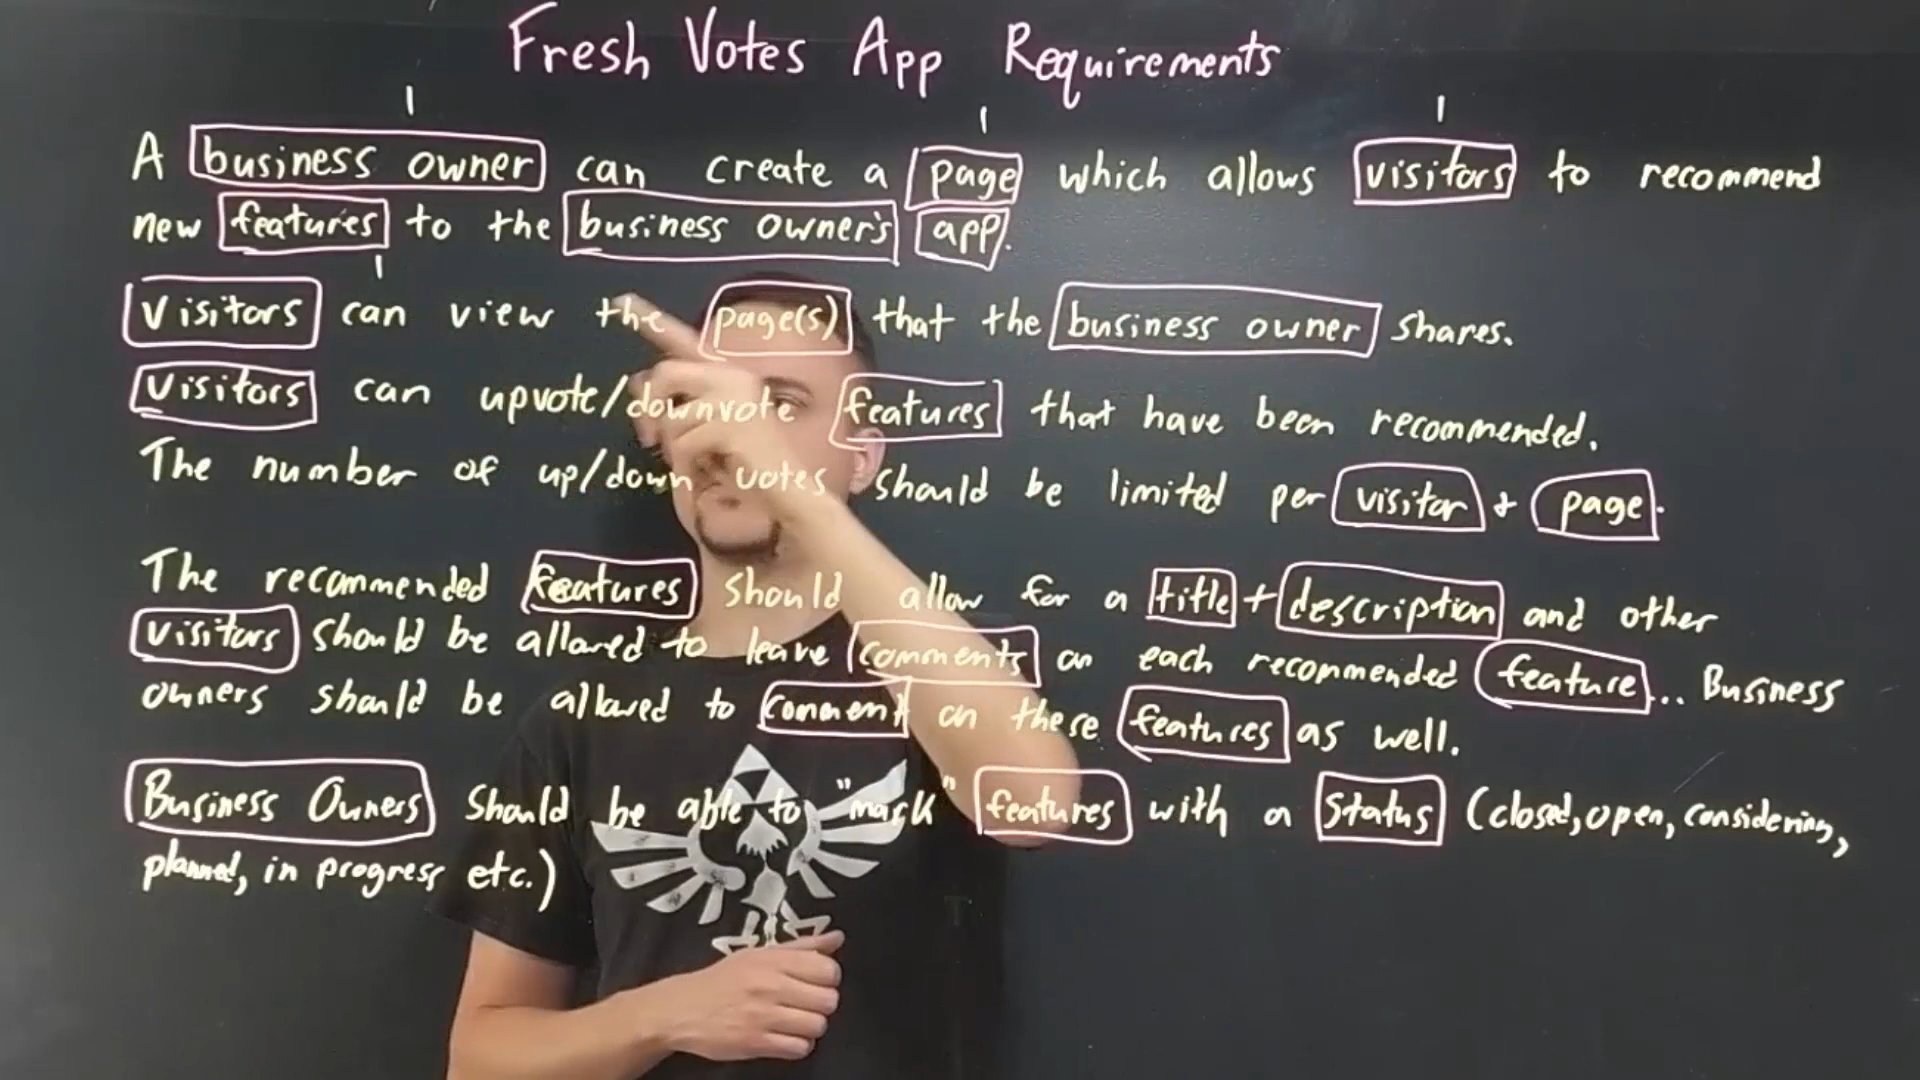 Fresh Votes App Requirements
A business owner can create a page which allows visitors to recommend
new features to the business owner's app.
Visitors can view the page(s) that the business owner shares.
Visitors can upvote/downvote features that have been recommended.
The number of up/down votes should be limited per visitor + page.
The recommended features should allow for a title + description and other
visitors should be allowed to leave comments on each recommended feature... Business
owners should be allowed to comment on these features as well.
Business Owners should be able to "mark" features with a status (closed, open, considering,
planned, in progress etc.)